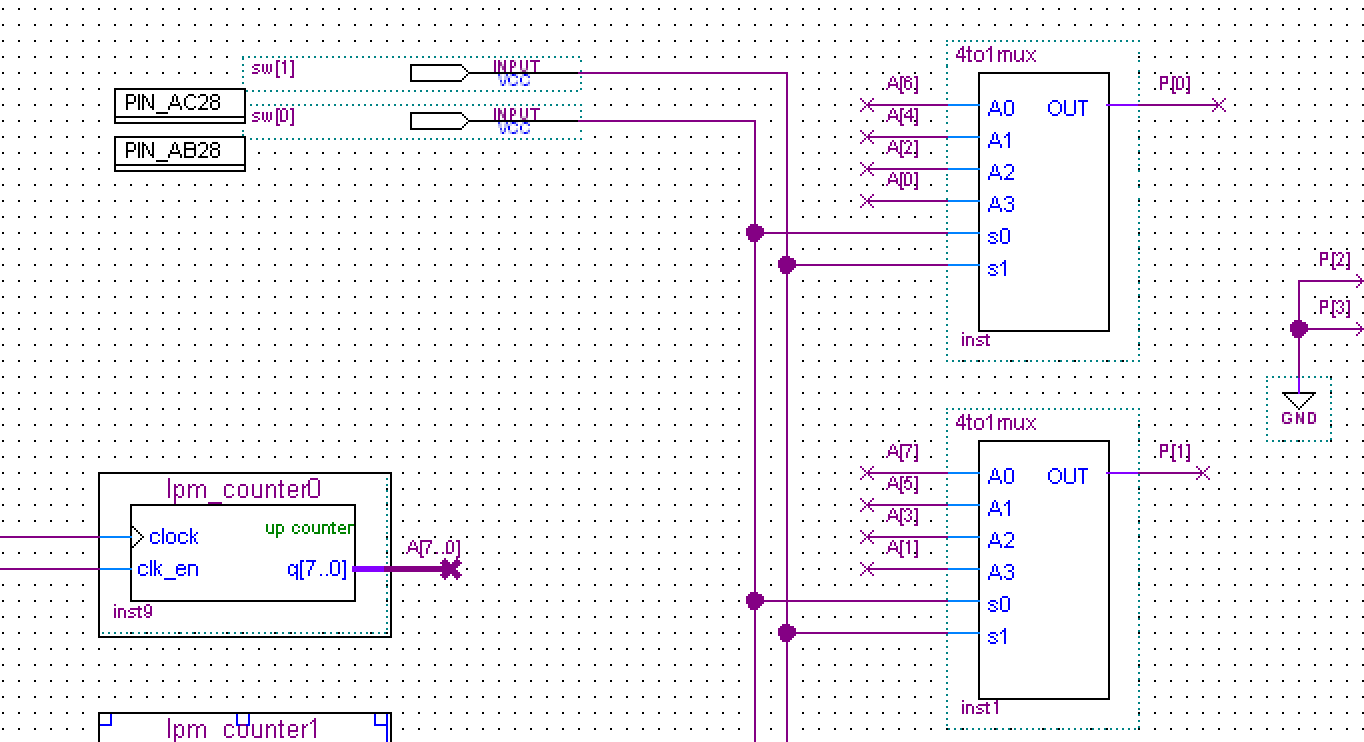 sw[1]
INPUT
VCC
PIN_AC28
sw[0]
INPUT
VCC
PIN_AB28
4to1mux
A[6]
A[4]
A[2]
A[0]
A0
OUT
A1
A2
A3
s0
s1
inst
P[0]
P[2]
P[3]
GND
lpm_counter0
up counter
clock
clk_en
q[7..0]
inst9
A[7..0]
4to1mux
A[7]
A[5]
A[3]
A[1]
A0
OUT
A1
A2
A3
s0
s1
inst1
P[1]
lpm_counter1